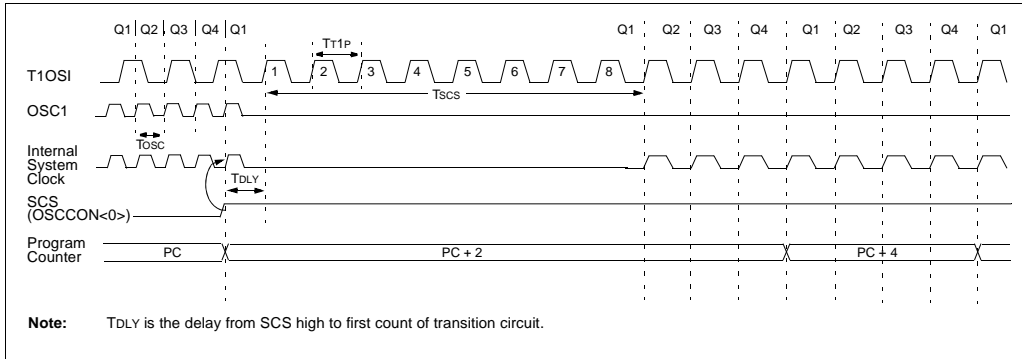 Q1 Q2 Q3 Q4 Q1 Q1 Q2 Q3 Q4 Q1 Q2 Q3 Q4 Q1
TT1P
T1OSI 1 2 3 4 5 6 7 8
TSCS
OSC1
TOSC
Internal
System
Clock
TDLY
SCS
(OSCCON<0>)
Program
Counter
PC PC + 2 PC + 4
Note: TDLY is the delay from SCS high to first count of transition circuit.